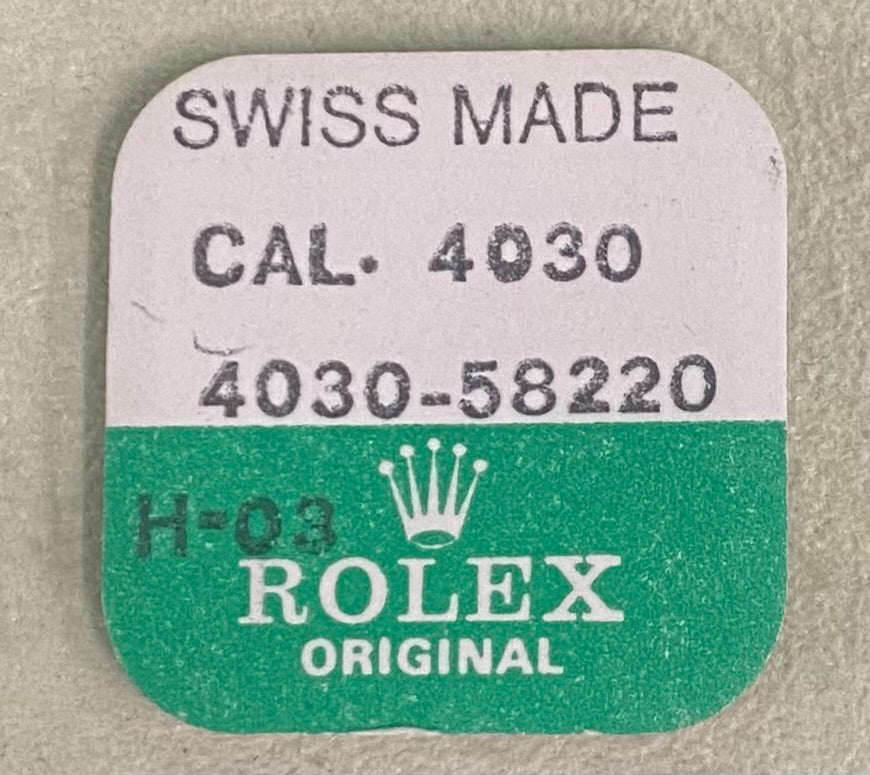 SWISS MADE
CAL. 4030
4030-58220
H-03
ROLEX
ORIGINAL